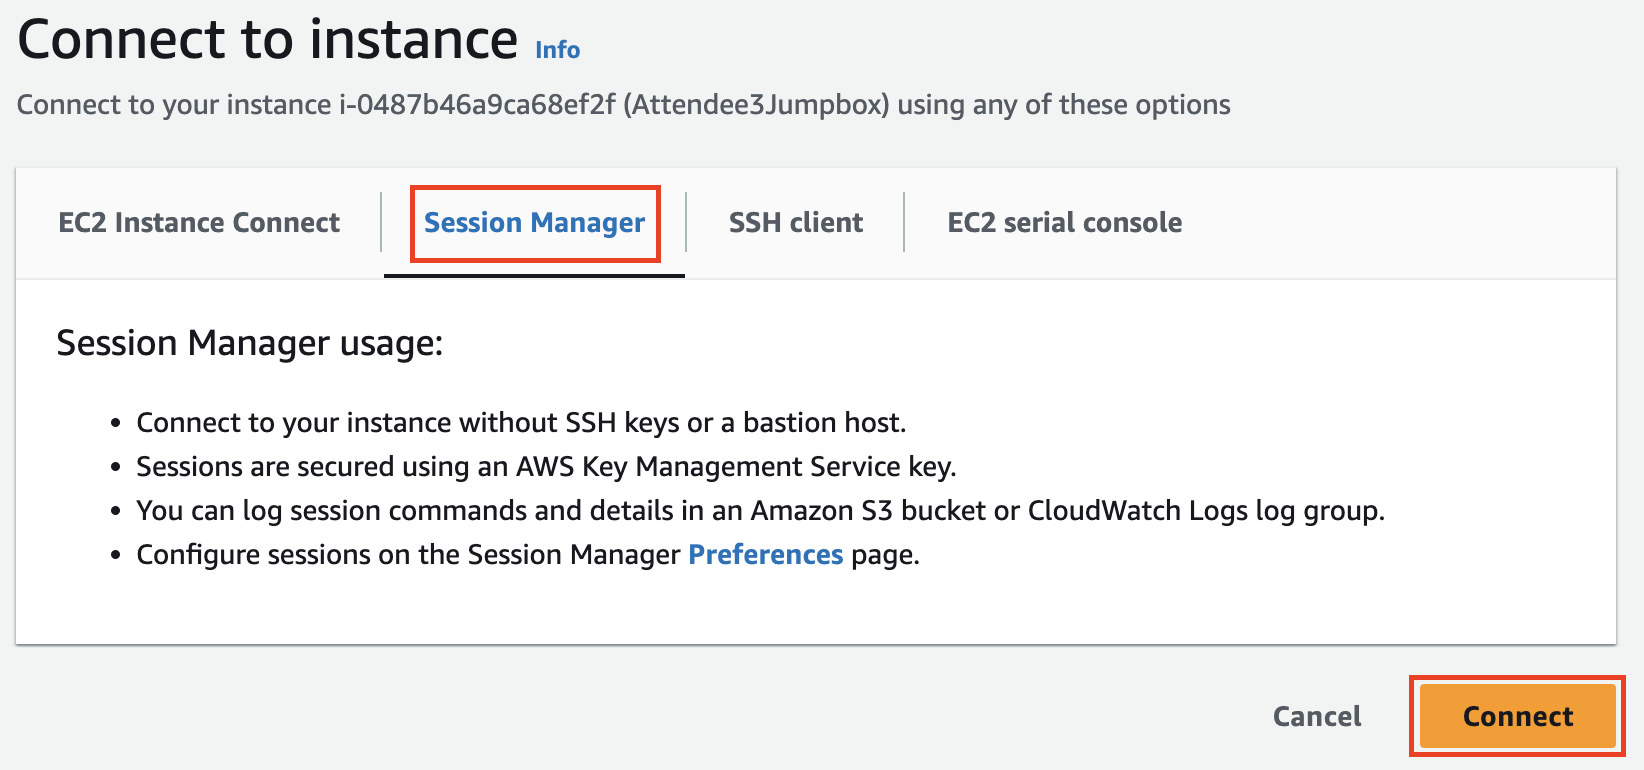 Connect to instance Info
Connect to your instance i-0487b46a9ca68ef2f (Attendee3Jumpbox) using any of these options
EC2 Instance Connect Session Manager SSH client EC2 serial console
Session Manager usage:
• Connect to your instance without SSH keys or a bastion host.
• Sessions are secured using an AWS Key Management Service key.
• You can log session commands and details in an Amazon S3 bucket or CloudWatch Logs log group.
• Configure sessions on the Session Manager Preferences page.
Cancel Connect